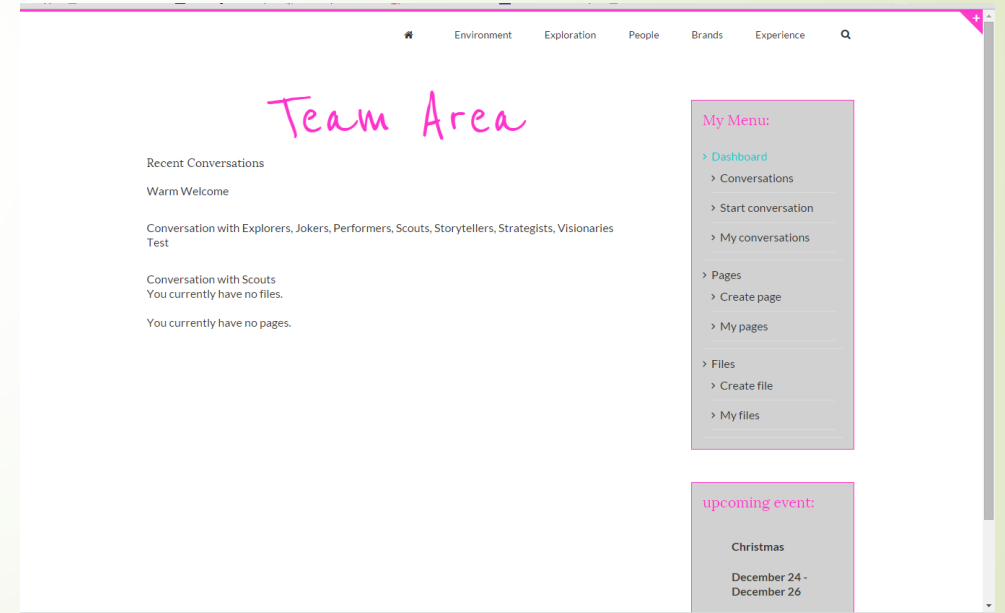 Environment Exploration People Brands Experience
Team Area
Recent Conversations
Warm Welcome
Conversation with Explorers, Jokers, Performers, Scouts, Storytellers, Strategists, Visionaries
Test
Conversation with Scouts
You currently have no files.
You currently have no pages.
My Menu:
Dashboard
Conversations
Start conversation
My conversations
Pages
Create page
My pages
Files
Create file
My files
upcoming event:
Christmas
December 24 -
December 26